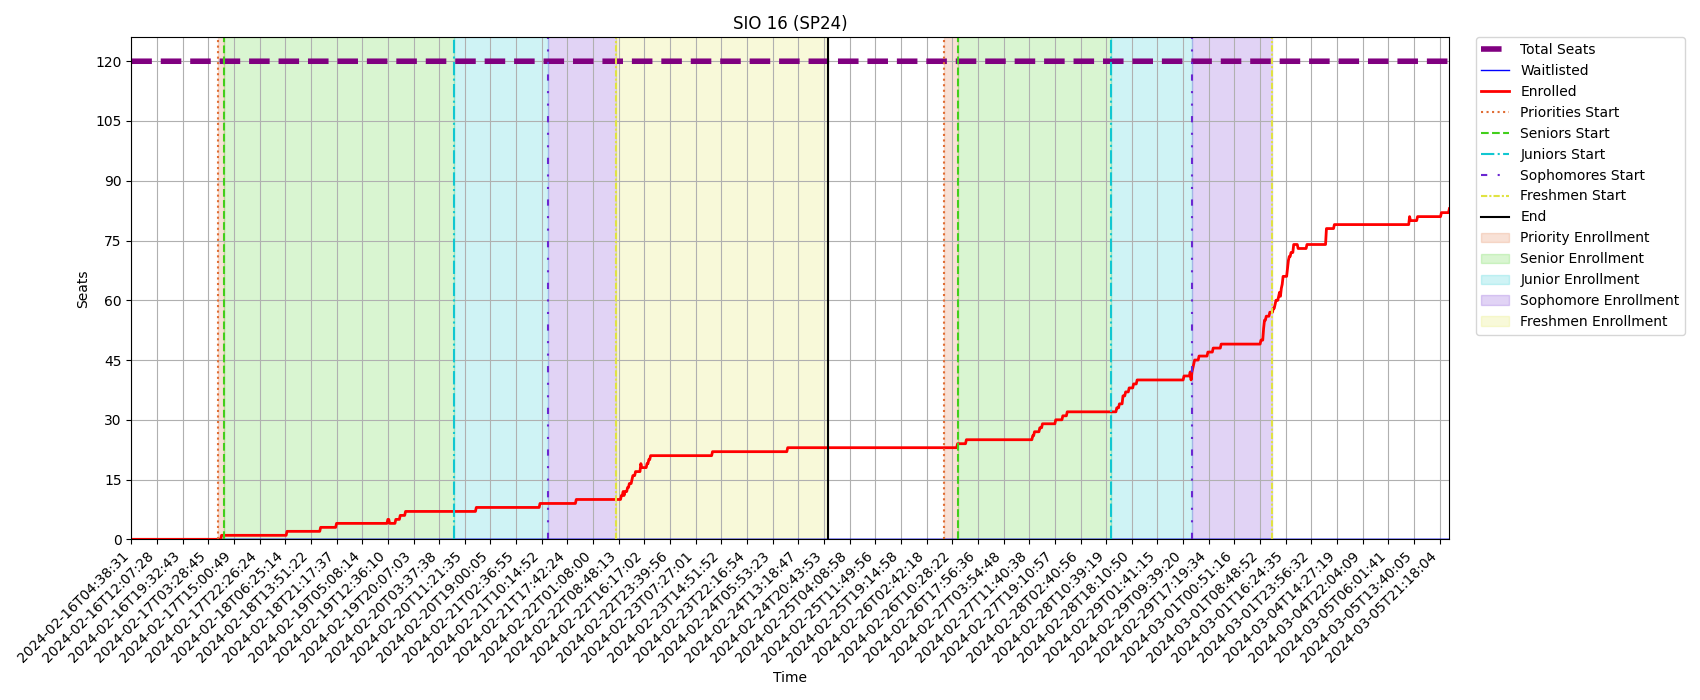 SIO 16 (SP24)
120
105
90
75
60
45
30
15
0
Seats
2024-02-16T04:38:31
2024-02-16T12:07:28
2024-02-16T19:32:43
2024-02-17T03:28:45
2024-02-17T15:00:49
2024-02-17T22:26:24
2024-02-18T06:25:14
2024-02-18T13:51:22
2024-02-18T21:17:37
2024-02-19T05:08:14
2024-02-19T12:36:10
2024-02-19T20:07:03
2024-02-20T03:37:38
2024-02-20T11:21:35
2024-02-20T19:00:05
2024-02-21T02:36:55
2024-02-21T10:14:52
2024-02-21T17:42:24
2024-02-22T01:08:00
2024-02-22T08:48:13
2024-02-22T16:17:02
2024-02-22T23:39:56
2024-02-23T07:27:01
2024-02-23T14:51:52
2024-02-23T22:16:54
2024-02-24T05:53:23
2024-02-24T13:18:47
2024-02-24T20:43:53
2024-02-25T04:08:58
2024-02-25T11:49:56
2024-02-25T19:14:58
2024-02-26T02:42:18
2024-02-26T10:28:22
2024-02-26T17:56:36
2024-02-27T03:54:48
2024-02-27T11:40:38
2024-02-27T19:10:57
2024-02-28T02:40:56
2024-02-28T10:39:19
2024-02-28T18:10:50
2024-02-29T01:41:15
2024-02-29T09:39:20
2024-02-29T17:19:34
2024-03-01T00:51:16
2024-03-01T08:48:52
2024-03-01T16:24:35
2024-03-01T23:56:32
2024-03-04T14:27:19
2024-03-04T22:04:09
2024-03-05T06:01:41
2024-03-05T13:40:05
2024-03-05T21:18:04
Time
Total Seats
Waitlisted
Enrolled
Priorities Start
Seniors Start
Juniors Start
Sophomores Start
Freshmen Start
End
Priority Enrollment
Senior Enrollment
Junior Enrollment
Sophomore Enrollment
Freshmen Enrollment